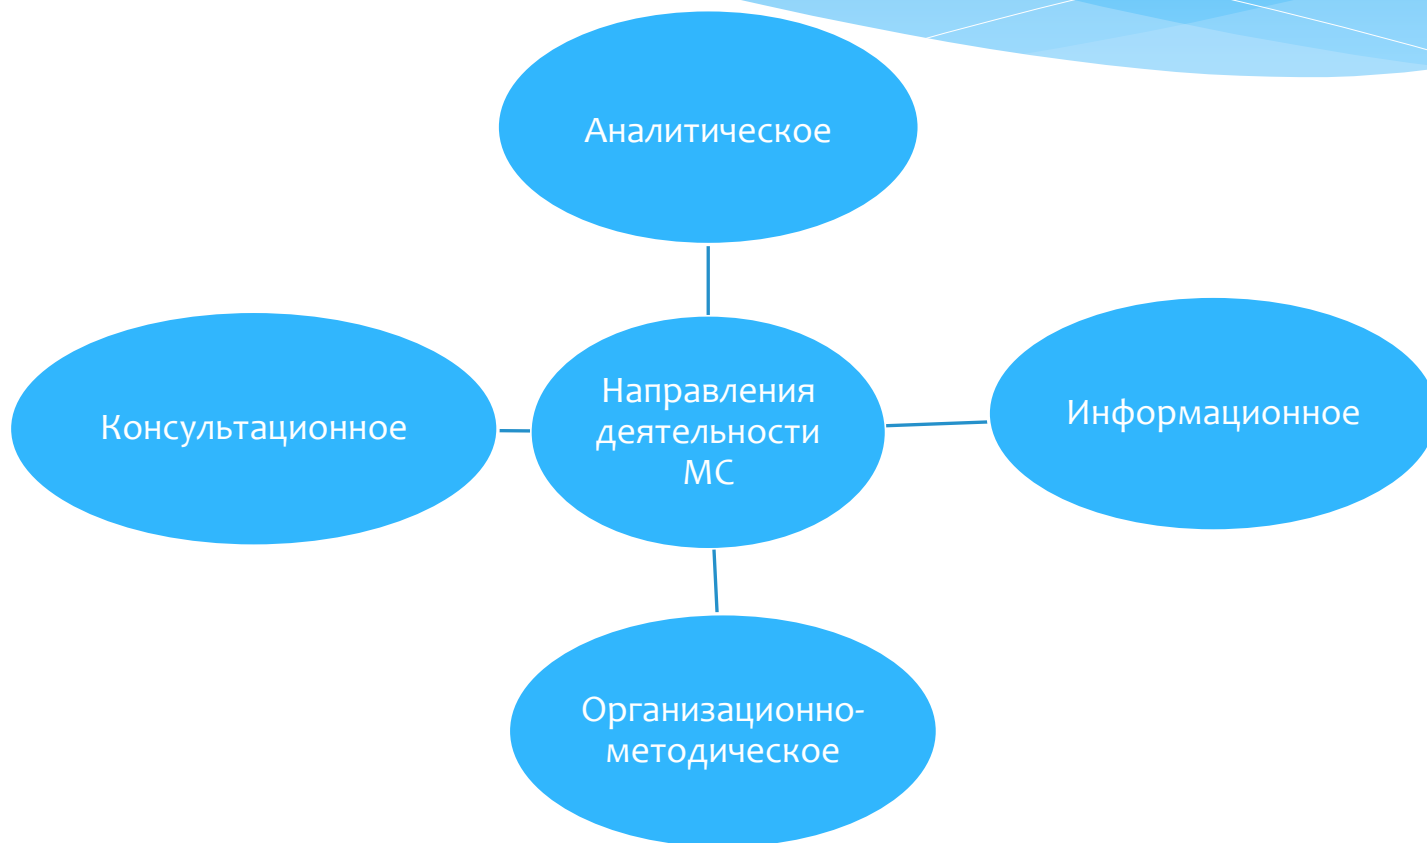 Аналитическое
Консультационное
Направления
деятельности
МС
Информационное
Организационно-
методическое